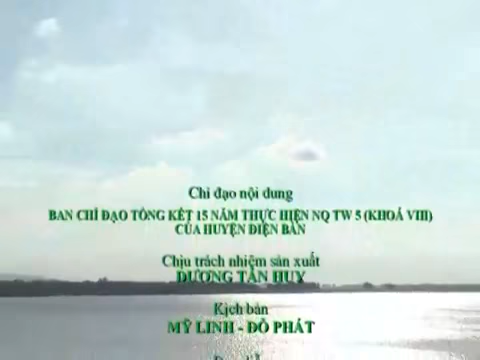 Chỉ đạo nội dung
BAN CHỈ ĐẠO TỔNG KẾT 15 NĂM THỰC HIỆN NQ TW 5 (KHOÁ VIII)
CỦA HUYỆN ĐIỆN BÀN
Chịu trách nhiệm sản xuất
DƯƠNG TẤN HUY
Kịch bản
MỸ LINH - ĐỖ PHÁT